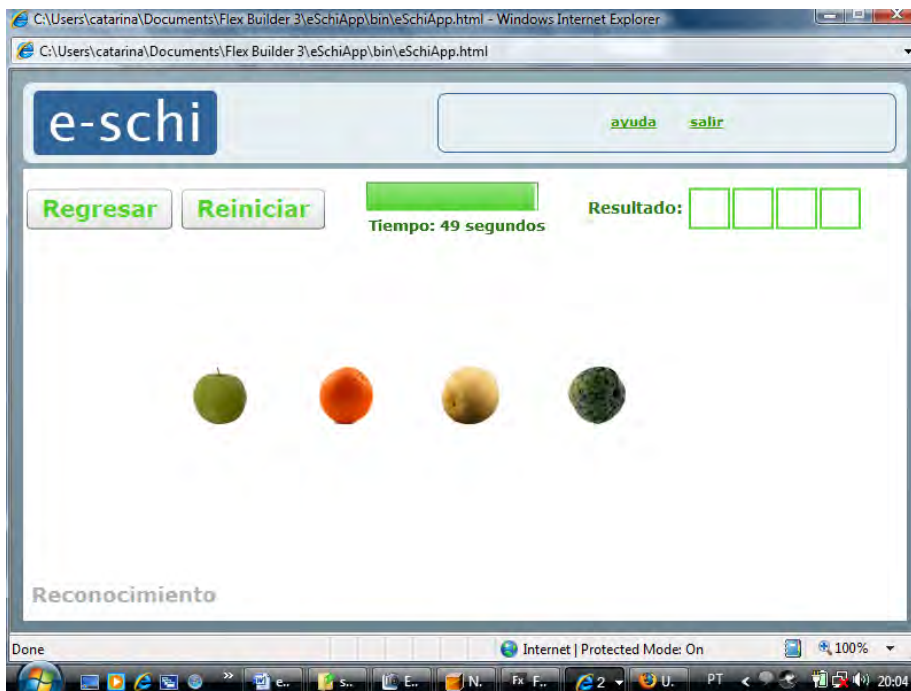 C:\Users\catarina\Documents\Flex Builder 3\eSchiApp\bin\eSchiApp.html - Windows Internet Explorer
C:\Users\catarina\Documents\Flex Builder 3\eSchiApp\bin\eSchiApp.html
e-schi
ayuda salir
Regresar Reiniciar
Tiempo: 49 segundos
Resultado:
Reconocimiento
Done Internet | Protected Mode: On 100%
e.. s.. E.. N. Fx F.. 2 U. PT 20:04